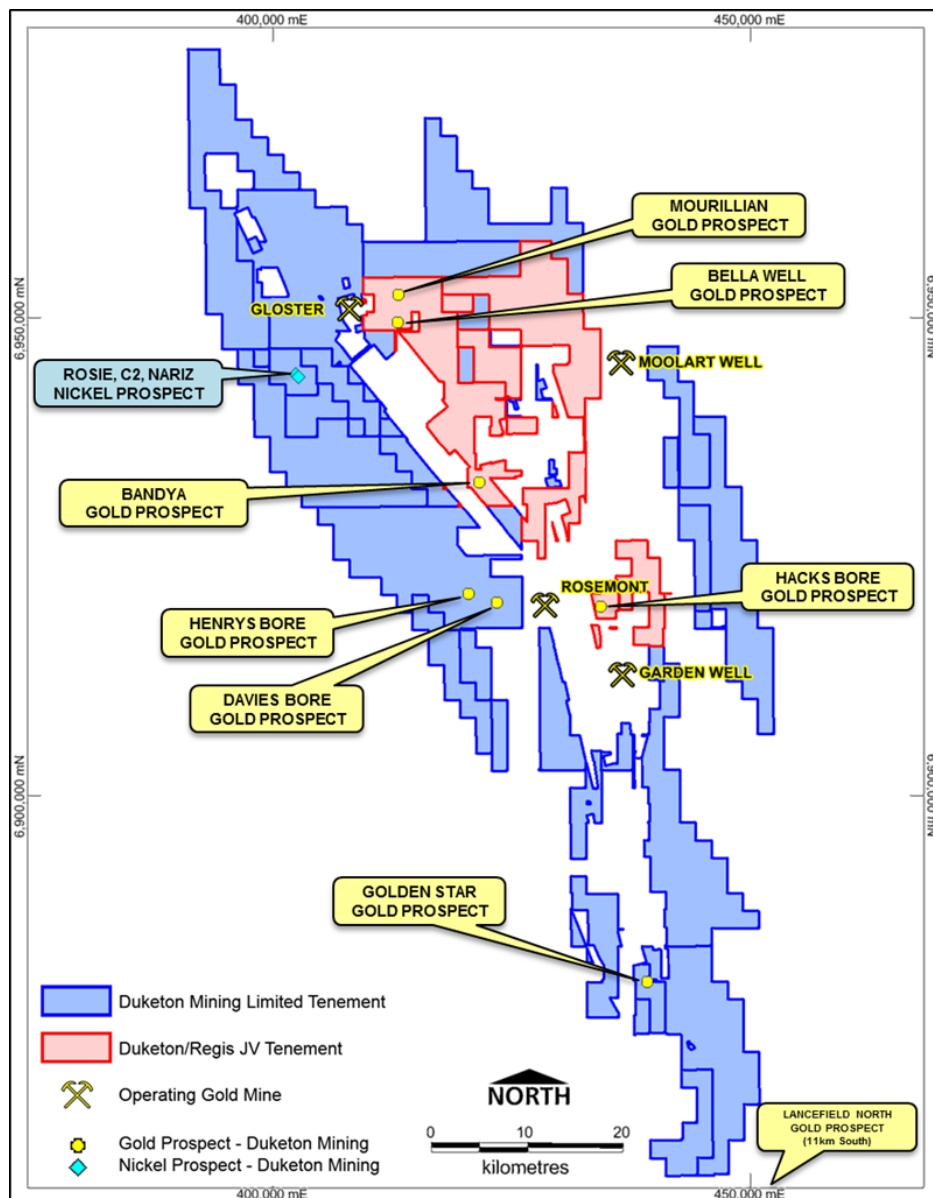 400,000 mE
450,000 mE
MOURILLIAN
GOLD PROSPECT
BELLA WELL
GOLD PROSPECT
6,950,000 mN
6,950,000 mN
GLOSTER
MOOLART WELL
ROSIE, C2, NARIZ
NICKEL PROSPECT
BANDYA
GOLD PROSPECT
ROSEMONT
HACKS BORE
GOLD PROSPECT
HENRYS BORE
GOLD PROSPECT
GARDEN WELL
DAVIES BORE
GOLD PROSPECT
6,900,000 mN
6,900,000 mN
GOLDEN STAR
GOLD PROSPECT
Duketon Mining Limited Tenement
Duketon/Regis JV Tenement
Operating Gold Mine
Gold Prospect - Duketon Mining
Nickel Prospect - Duketon Mining
NORTH
0 10 20
kilometres
LANCEFIELD NORTH
GOLD PROSPECT
(11km South)
400,000 mE
450,000 mE